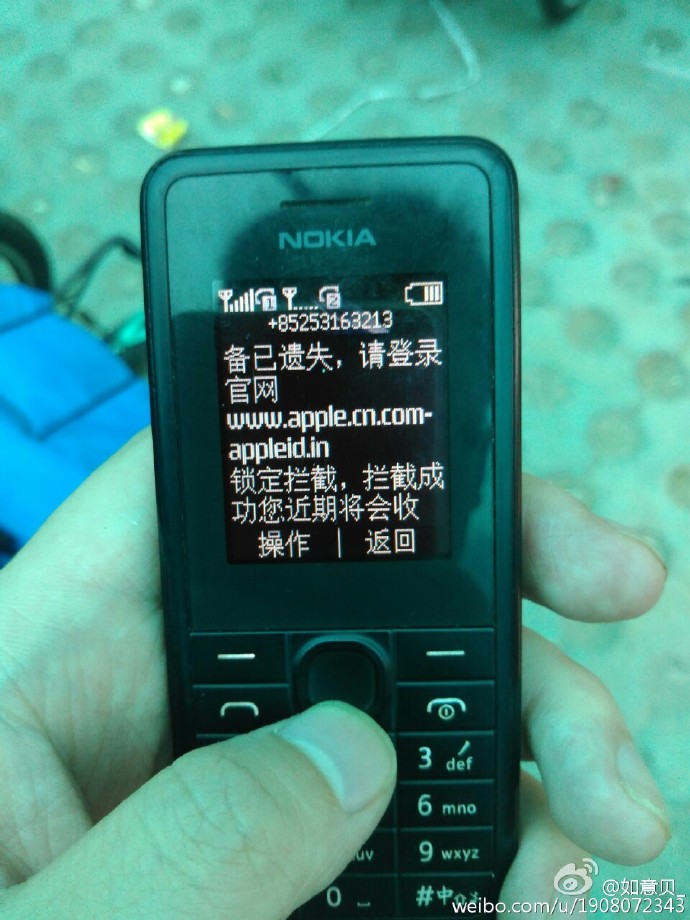 NOKIA
+85253163213
备已遗失，请登录
官网
www.apple.cn.com-
appleid.in
锁定拦截，拦截成
功您近期将会收
操作 | 返回
3 def
6 mno
9 wxyz
0
#中
@如意贝_
weibo.com/u/1908072343